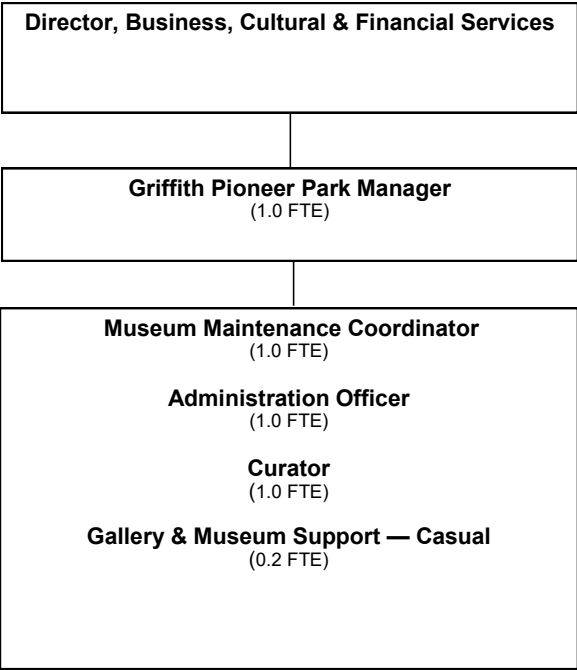 Director, Business, Cultural & Financial Services
Griffith Pioneer Park Manager
(1.0 FTE)
Museum Maintenance Coordinator
(1.0 FTE)
Administration Officer
(1.0 FTE)
Curator
(1.0 FTE)
Gallery & Museum Support — Casual
(0.2 FTE)